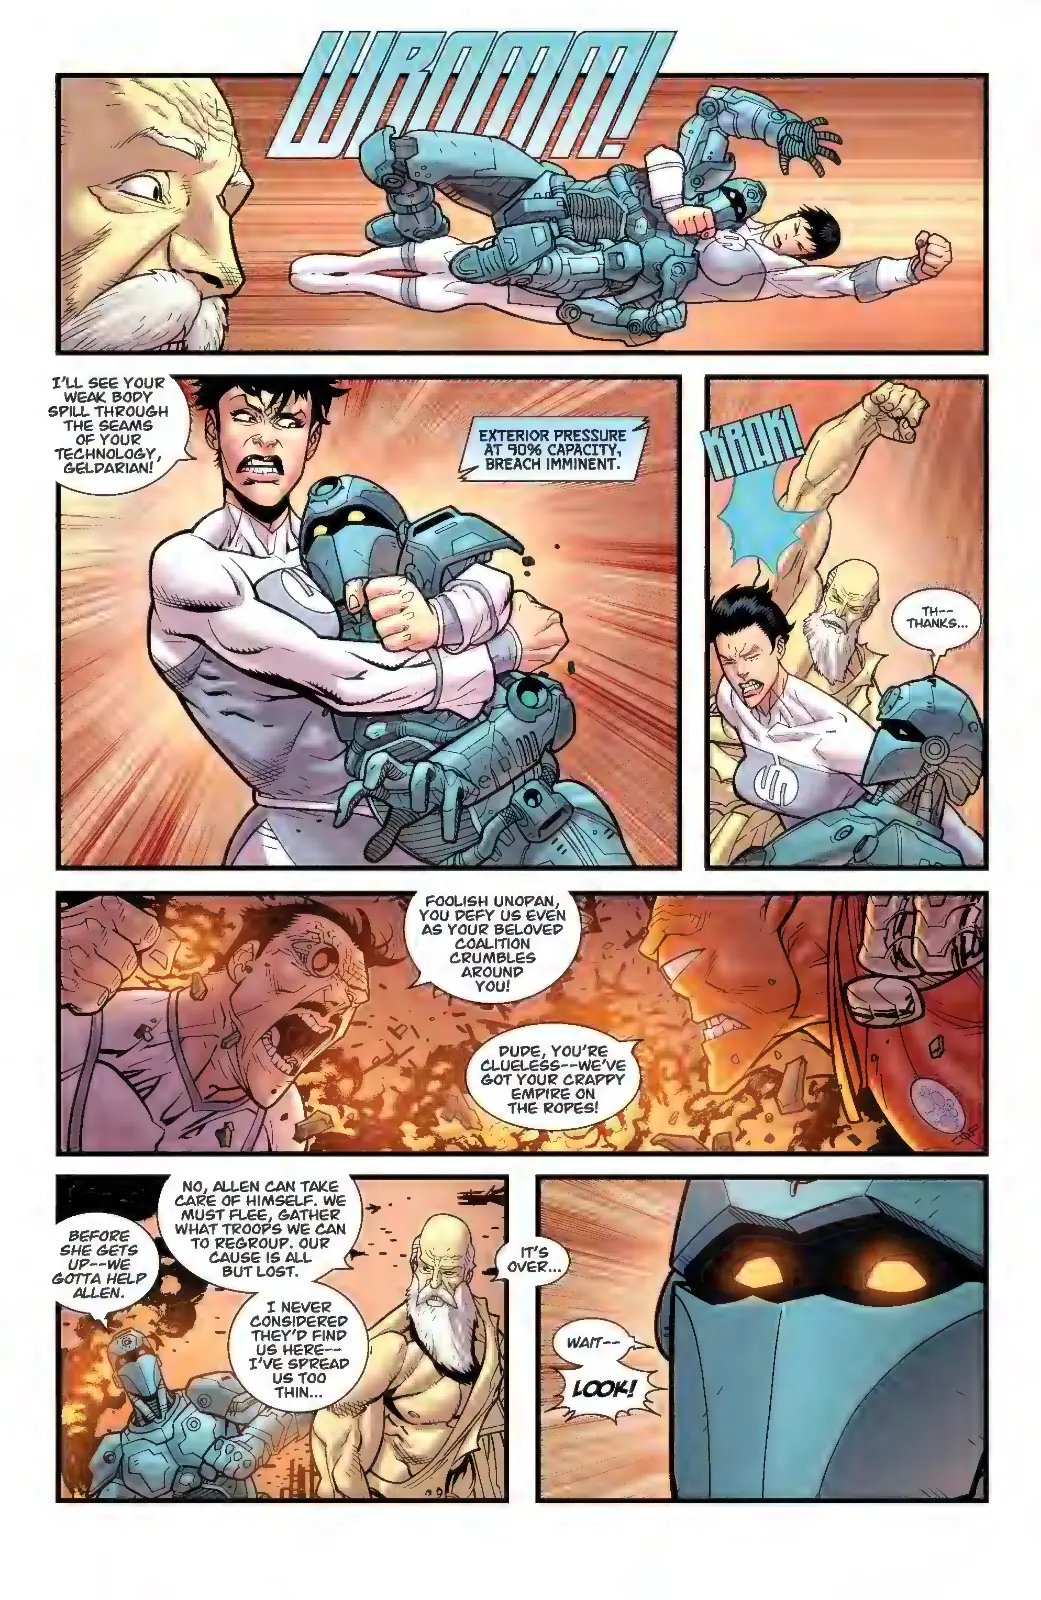 WROMM!
I'LL SEE YOUR
WEAK BODY
SPILL THROUGH
THE SEAMS
OF YOUR
TECHNOLOGY,
GELDARIAN!
EXTERIOR PRESSURE
AT 90% CAPACITY,
BREACH IMMINENT.
KROK!
TH--
THANKS...
FOOLISH UNOPAN,
YOU DEFY US EVEN
AS YOUR BELOVED
COALITION
CRUMBLES
AROUND
YOU!
DUDE, YOU'RE
CLUELESS--WE'VE
GOT YOUR CRAPPY
EMPIRE ON
THE ROPES!
BEFORE
SHE GETS
UP--WE
GOTTA HELP
ALLEN.
NO, ALLEN CAN TAKE
CARE OF HIMSELF. WE
MUST FLEE, GATHER
WHAT TROOPS WE CAN
TO REGROUP. OUR
CAUSE IS ALL
BUT LOST.
I NEVER
CONSIDERED
THEY'D FIND
US HERE--
I'VE SPREAD
US TOO
THIN...
IT'S
OVER...
WAIT--
LOOK!